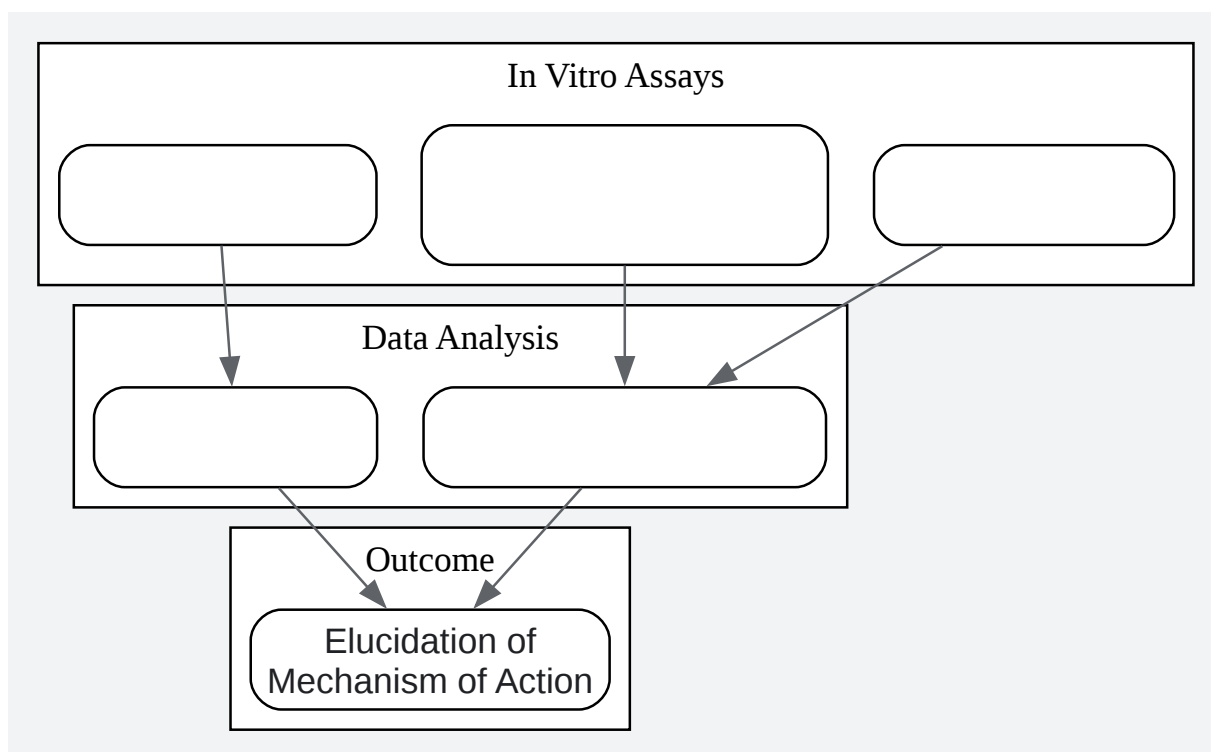 In Vitro Assays
Data Analysis
Outcome
Elucidation of
Mechanism of Action